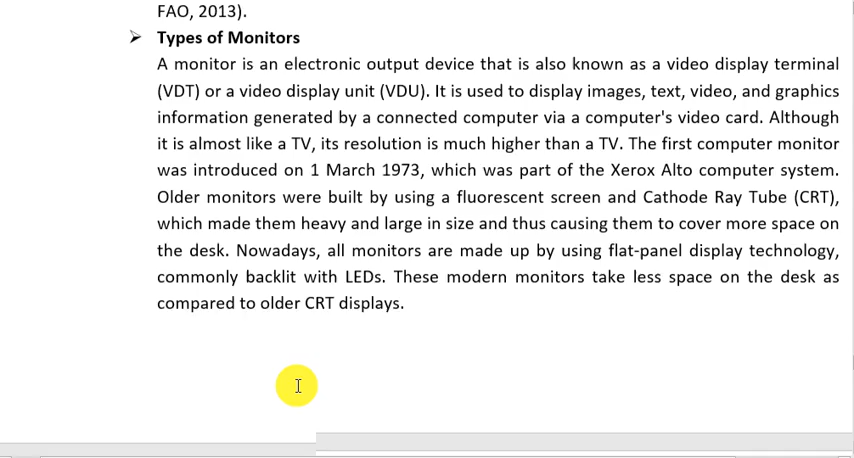 FAO, 2013).
➢ Types of Monitors
A monitor is an electronic output device that is also known as a video display terminal
(VDT) or a video display unit (VDU). It is used to display images, text, video, and graphics
information generated by a connected computer via a computer's video card. Although
it is almost like a TV, its resolution is much higher than a TV. The first computer monitor
was introduced on 1 March 1973, which was part of the Xerox Alto computer system.
Older monitors were built by using a fluorescent screen and Cathode Ray Tube (CRT),
which made them heavy and large in size and thus causing them to cover more space on
the desk. Nowadays, all monitors are made up by using flat-panel display technology,
commonly backlit with LEDs. These modern monitors take less space on the desk as
compared to older CRT displays.